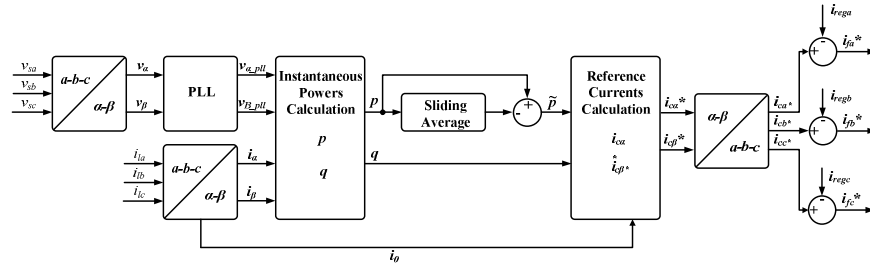 v_sa
v_sb
v_sc
a-b-c
α-β
v_α
v_β
PLL
v_α_pll
v_β_pll
Instantaneous
Powers
Calculation
p
q
p
q
Sliding
Average
-
+
p̃
Reference
Currents
Calculation
i_cα
*
i_cβ*
i_cα*
i_cβ*
α-β
a-b-c
i_ca*
i_cb*
i_cc*
i_rega
-
+
i_fa*
i_regb
-
+
i_fb*
i_regc
-
+
i_fc*
i_la
i_lb
i_lc
a-b-c
α-β
i_α
i_β
i_0